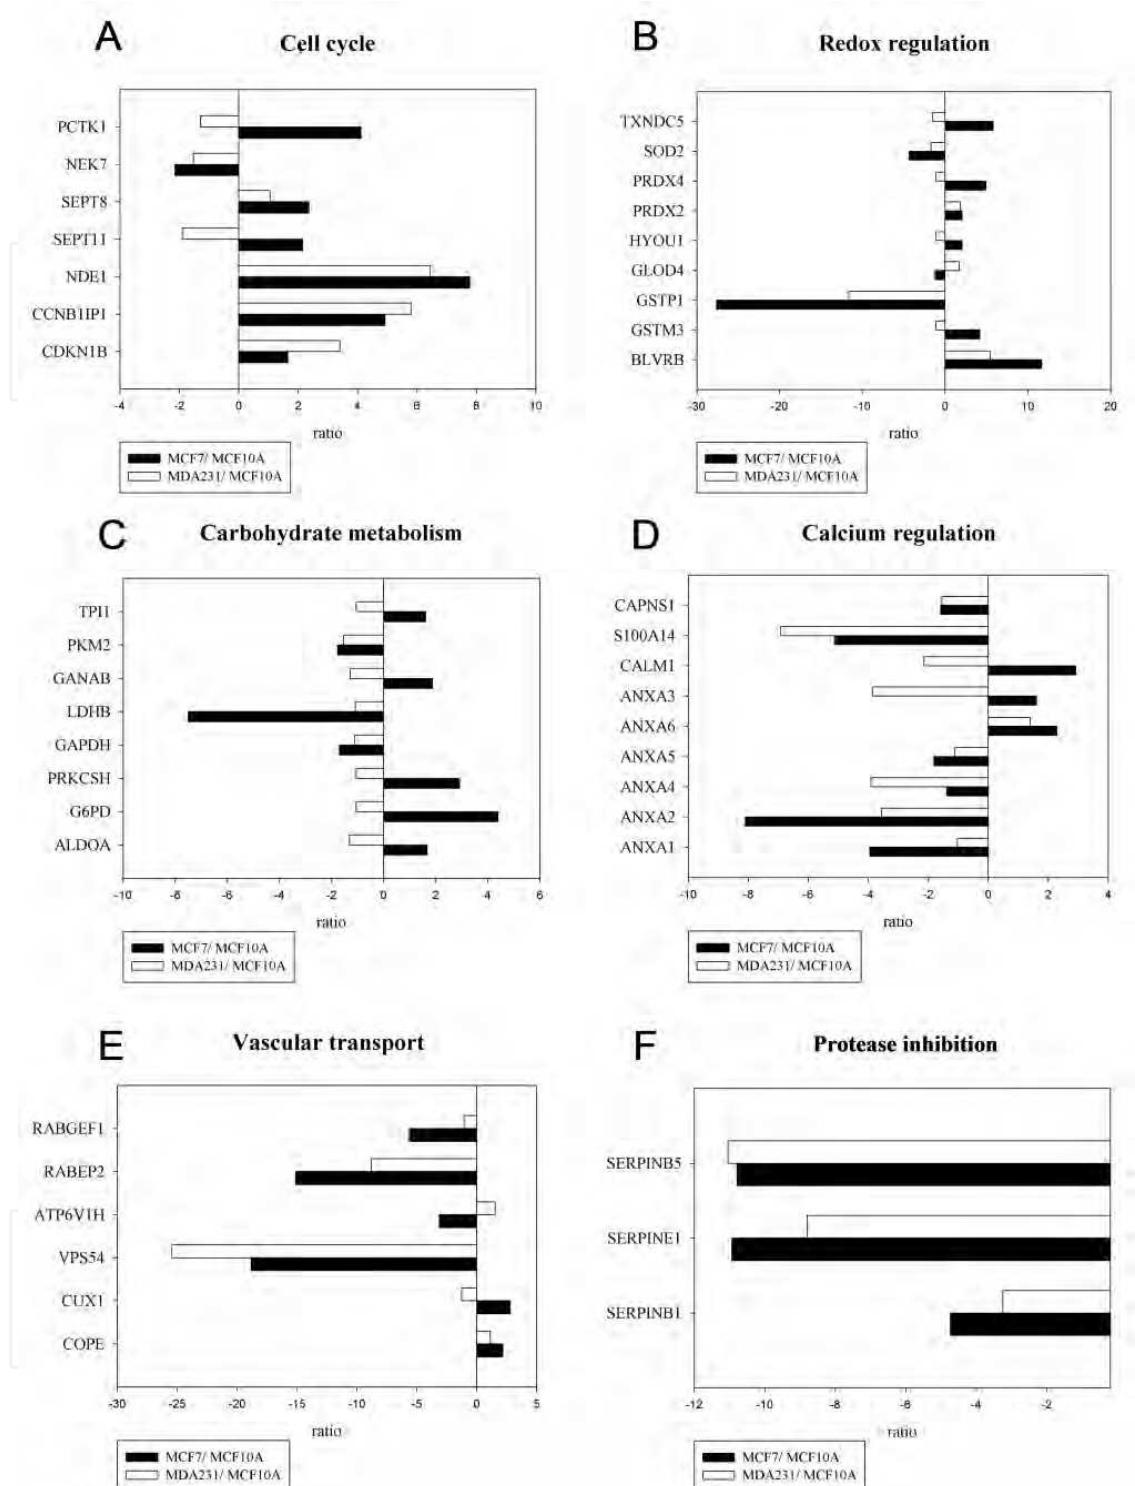 A
Cell cycle
PCTK1
NEK7
SEPT8
SEPT11
NDE1
CCNB1IP1
CDKN1B
-4 -2 0 2 4 6 8 10
ratio
MCF7/ MCF10A
MDA231/ MCF10A
B
Redox regulation
TXNDC5
SOD2
PRDX4
PRDX2
HYOU1
GLOD4
GSTP1
GSTM3
BLVRB
-30 -20 -10 0 10 20
ratio
MCF7/ MCF10A
MDA231/ MCF10A
C
Carbohydrate metabolism
TPI1
PKM2
GANAB
LDHB
GAPDH
PRKCSH
G6PD
ALDOA
-10 -8 -6 -4 -2 0 2 4 6
ratio
MCF7/ MCF10A
MDA231/ MCF10A
D
Calcium regulation
CAPNS1
S100A14
CALM1
ANXA3
ANXA6
ANXA5
ANXA4
ANXA2
ANXA1
-10 -8 -6 -4 -2 0 2 4
ratio
MCF7/ MCF10A
MDA231/ MCF10A
E
Vascular transport
RABGEF1
RABEP2
ATP6V1H
VPS54
CUX1
COPE
-30 -25 -20 -15 -10 -5 0 5
ratio
MCF7/ MCF10A
MDA231/ MCF10A
F
Protease inhibition
SERPINB5
SERPINE1
SERPINB1
-12 -10 -8 -6 -4 -2
ratio
MCF7/ MCF10A
MDA231/ MCF10A